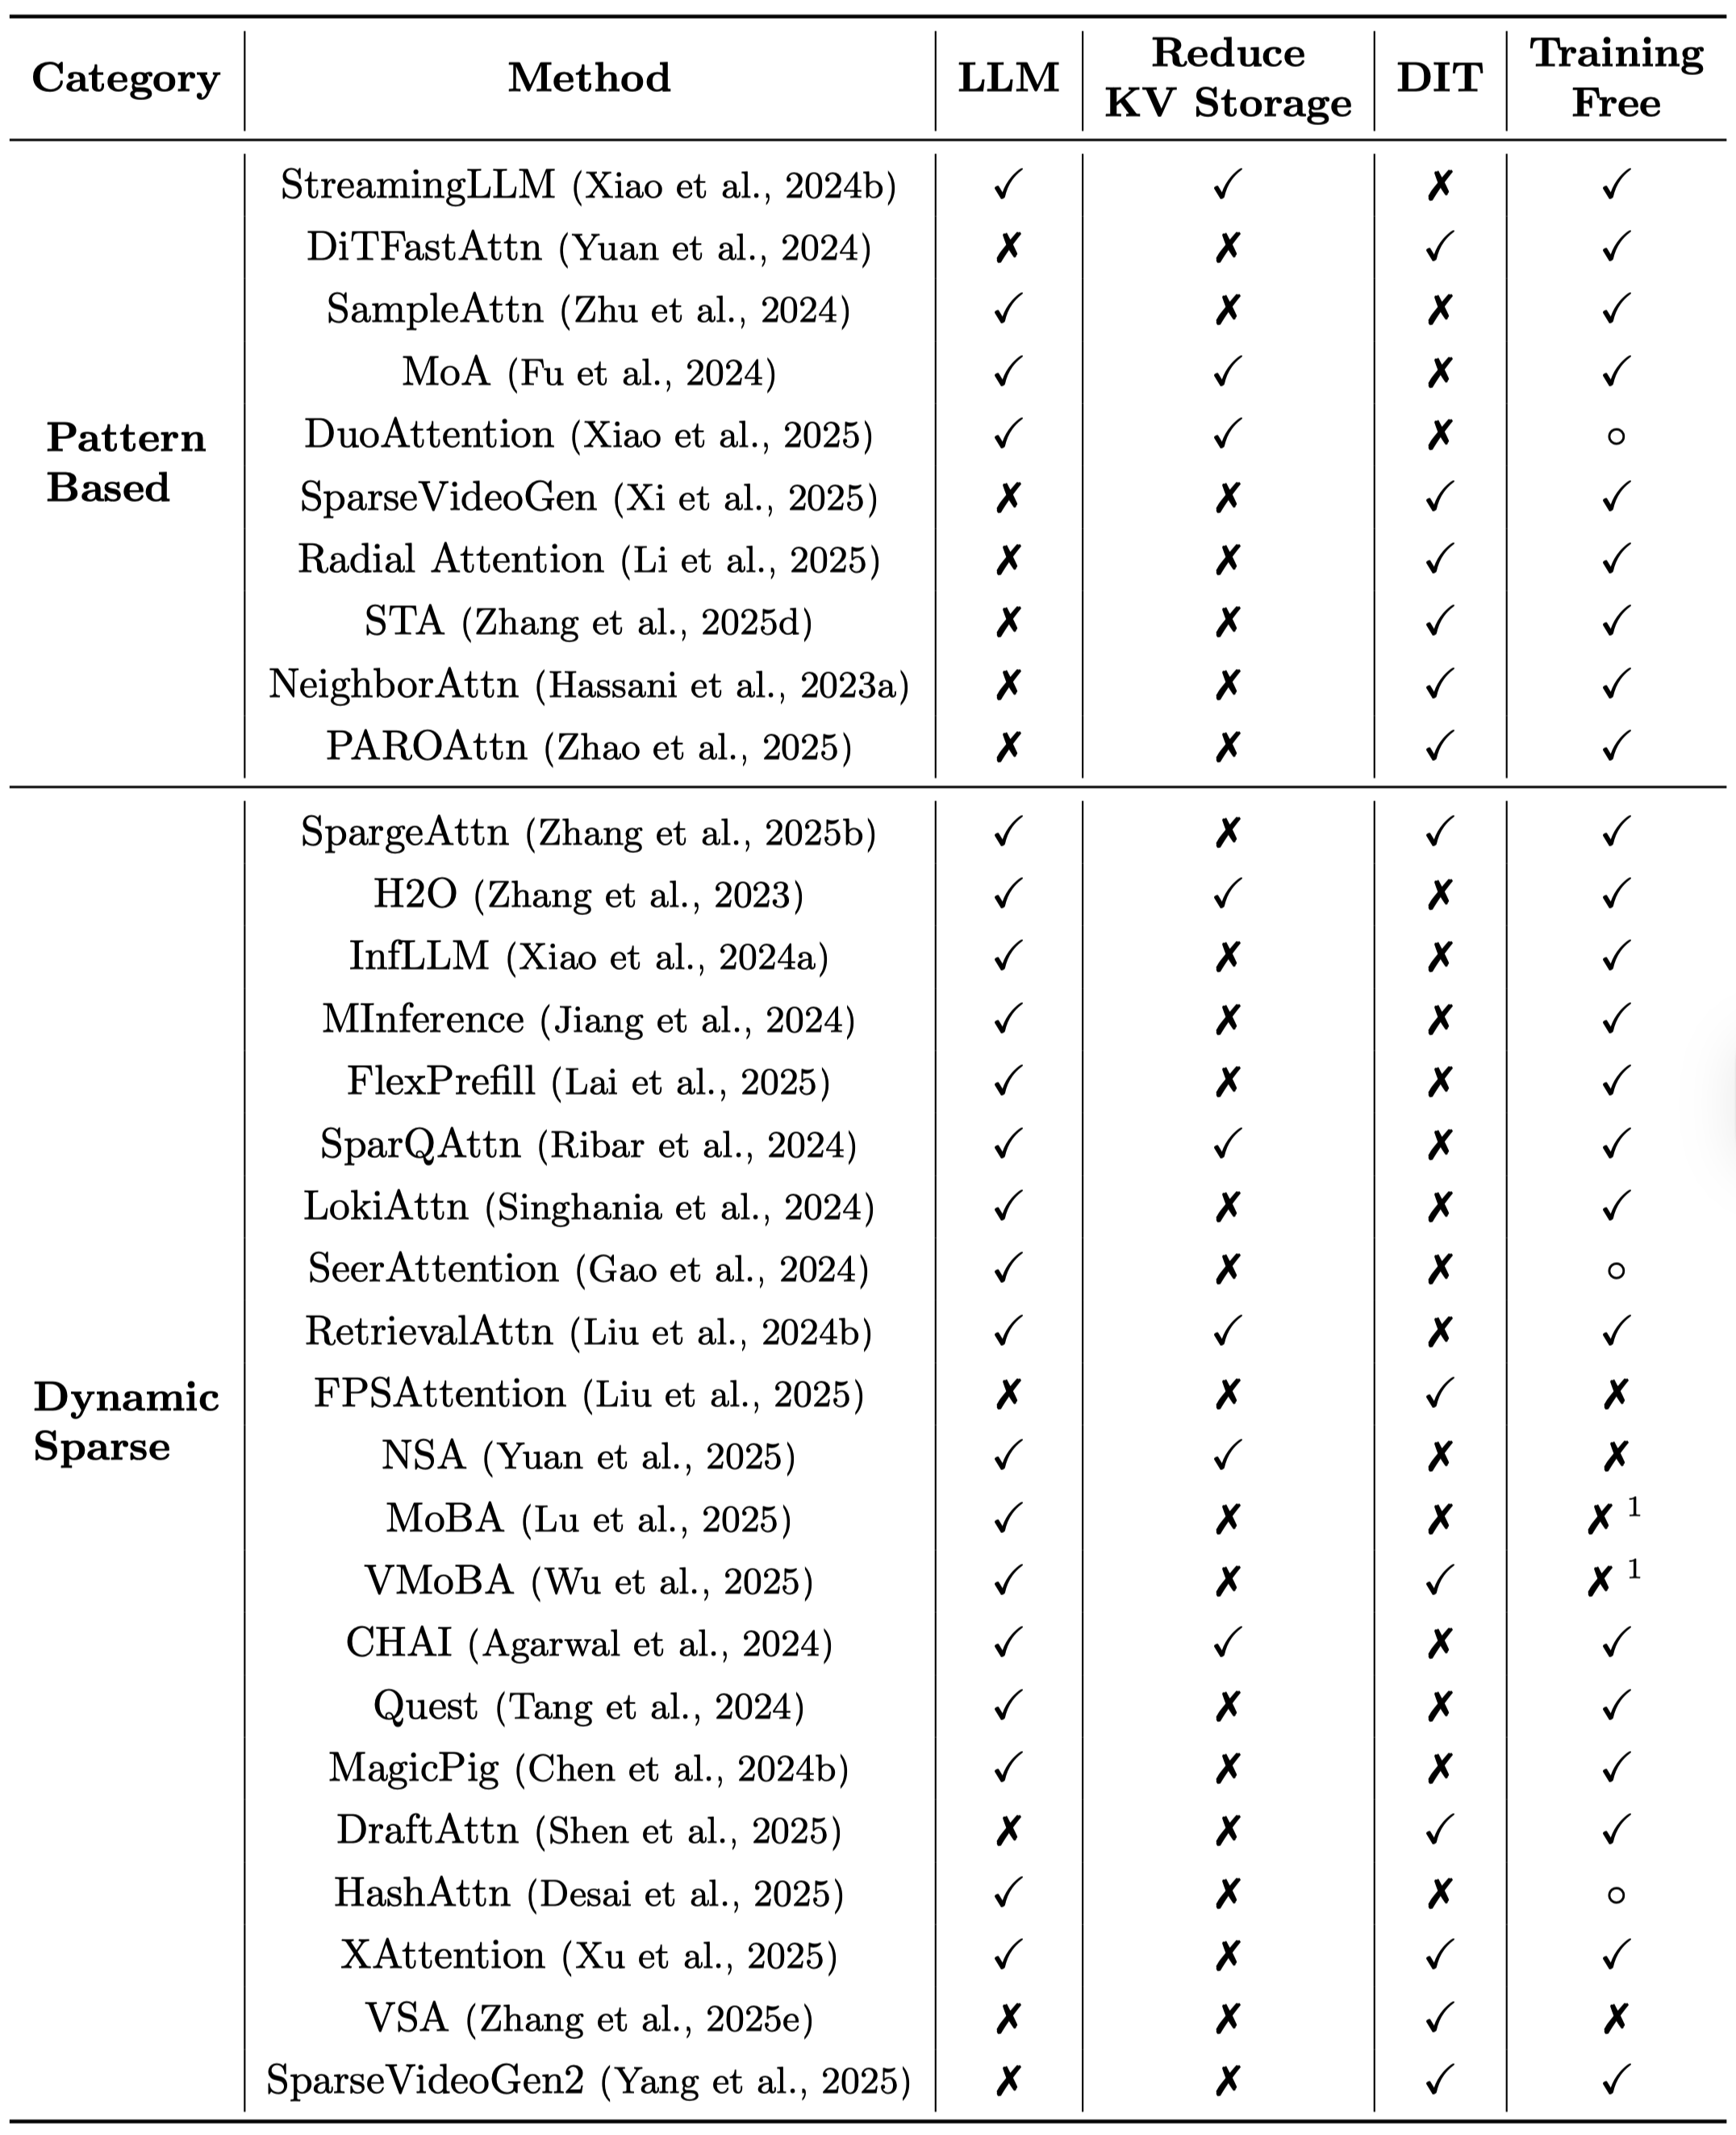 Category Method LLM Reduce KV Storage DIT Training Free
Pattern Based
StreamingLLM (Xiao et al., 2024b) ✓ ✓ ✗ ✓
DiTFastAttn (Yuan et al., 2024) ✗ ✗ ✓ ✓
SampleAttn (Zhu et al., 2024) ✓ ✗ ✗ ✓
MoA (Fu et al., 2024) ✓ ✓ ✗ ✓
DuoAttention (Xiao et al., 2025) ✓ ✓ ✗ ○
SparseVideoGen (Xi et al., 2025) ✗ ✗ ✓ ✓
Radial Attention (Li et al., 2025) ✗ ✗ ✓ ✓
STA (Zhang et al., 2025d) ✗ ✗ ✓ ✓
NeighborAttn (Hassani et al., 2023a) ✗ ✗ ✓ ✓
PAROAttn (Zhao et al., 2025) ✗ ✗ ✓ ✓
Dynamic Sparse
SpargeAttn (Zhang et al., 2025b) ✓ ✗ ✓ ✓
H2O (Zhang et al., 2023) ✓ ✓ ✗ ✓
InfLLM (Xiao et al., 2024a) ✓ ✗ ✗ ✓
MInference (Jiang et al., 2024) ✓ ✗ ✗ ✓
FlexPrefill (Lai et al., 2025) ✓ ✗ ✗ ✓
SparQAttn (Ribar et al., 2024) ✓ ✓ ✗ ✓
LokiAttn (Singhania et al., 2024) ✓ ✗ ✗ ✓
SeerAttention (Gao et al., 2024) ✓ ✗ ✗ ○
RetrievalAttn (Liu et al., 2024b) ✓ ✓ ✗ ✓
FPSAttention (Liu et al., 2025) ✗ ✗ ✓ ✗
NSA (Yuan et al., 2025) ✓ ✓ ✗ ✗
MoBA (Lu et al., 2025) ✓ ✗ ✗ ✗ 1
VMoBA (Wu et al., 2025) ✓ ✗ ✓ ✗ 1
CHAI (Agarwal et al., 2024) ✓ ✓ ✗ ✓
Quest (Tang et al., 2024) ✓ ✗ ✗ ✓
MagicPig (Chen et al., 2024b) ✓ ✗ ✗ ✓
DraftAttn (Shen et al., 2025) ✗ ✗ ✓ ✓
HashAttn (Desai et al., 2025) ✓ ✗ ✗ ○
XAttention (Xu et al., 2025) ✓ ✗ ✓ ✓
VSA (Zhang et al., 2025e) ✗ ✗ ✓ ✗
SparseVideoGen2 (Yang et al., 2025) ✗ ✗ ✓ ✓